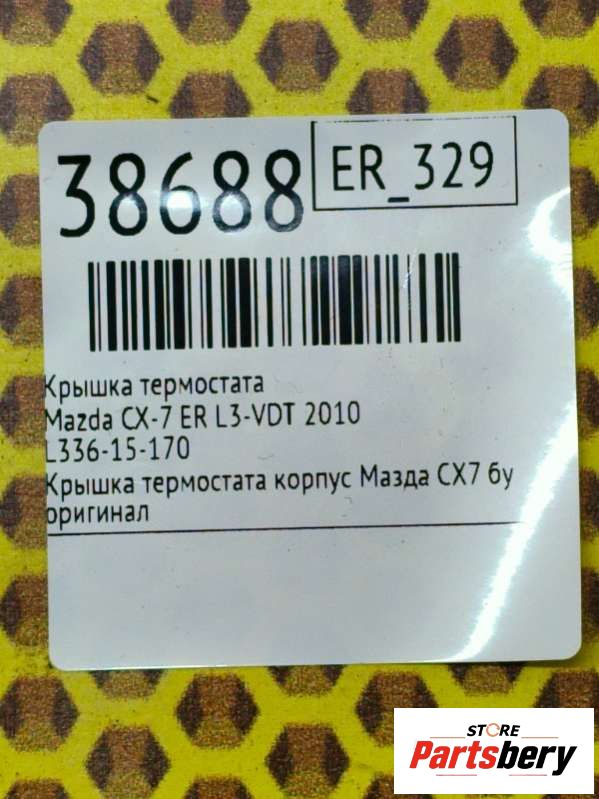 38688
ER_329
Крышка термостата
Mazda CX-7 ER L3-VDT 2010
L336-15-170
Крышка термостата корпус Мазда СХ7 бу
оригинал
STORE
Partsbery